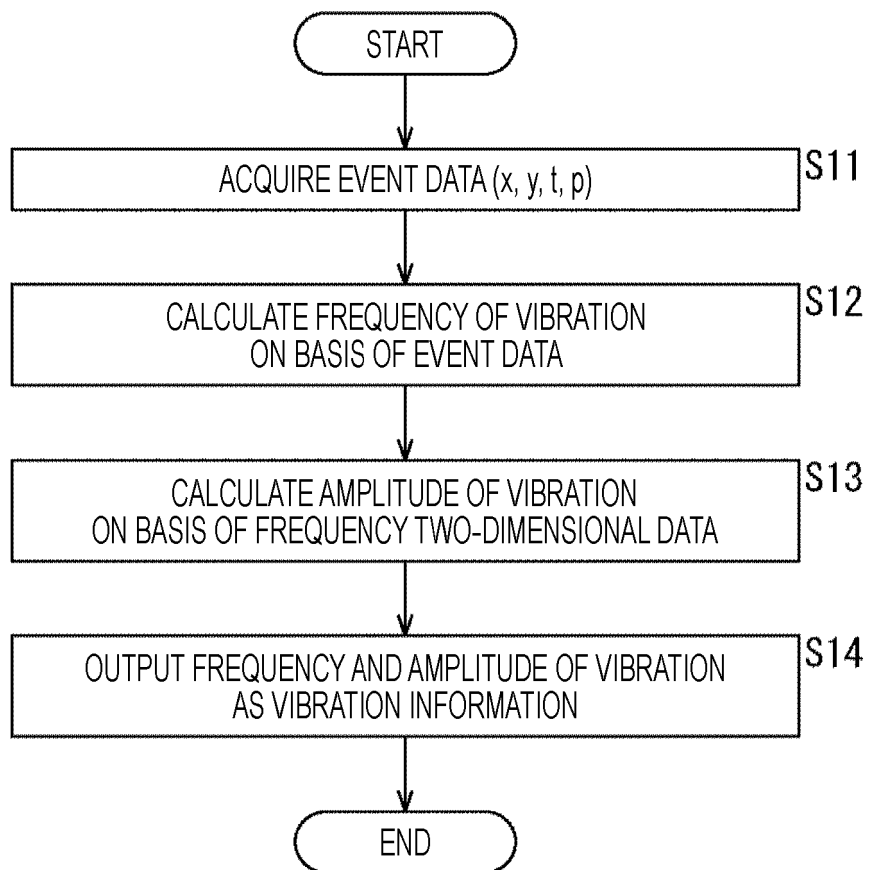 START
ACQUIRE EVENT DATA (x, y, t, p)
S11
CALCULATE FREQUENCY OF VIBRATION
ON BASIS OF EVENT DATA
S12
CALCULATE AMPLITUDE OF VIBRATION
ON BASIS OF FREQUENCY TWO-DIMENSIONAL DATA
S13
OUTPUT FREQUENCY AND AMPLITUDE OF VIBRATION
AS VIBRATION INFORMATION
S14
END